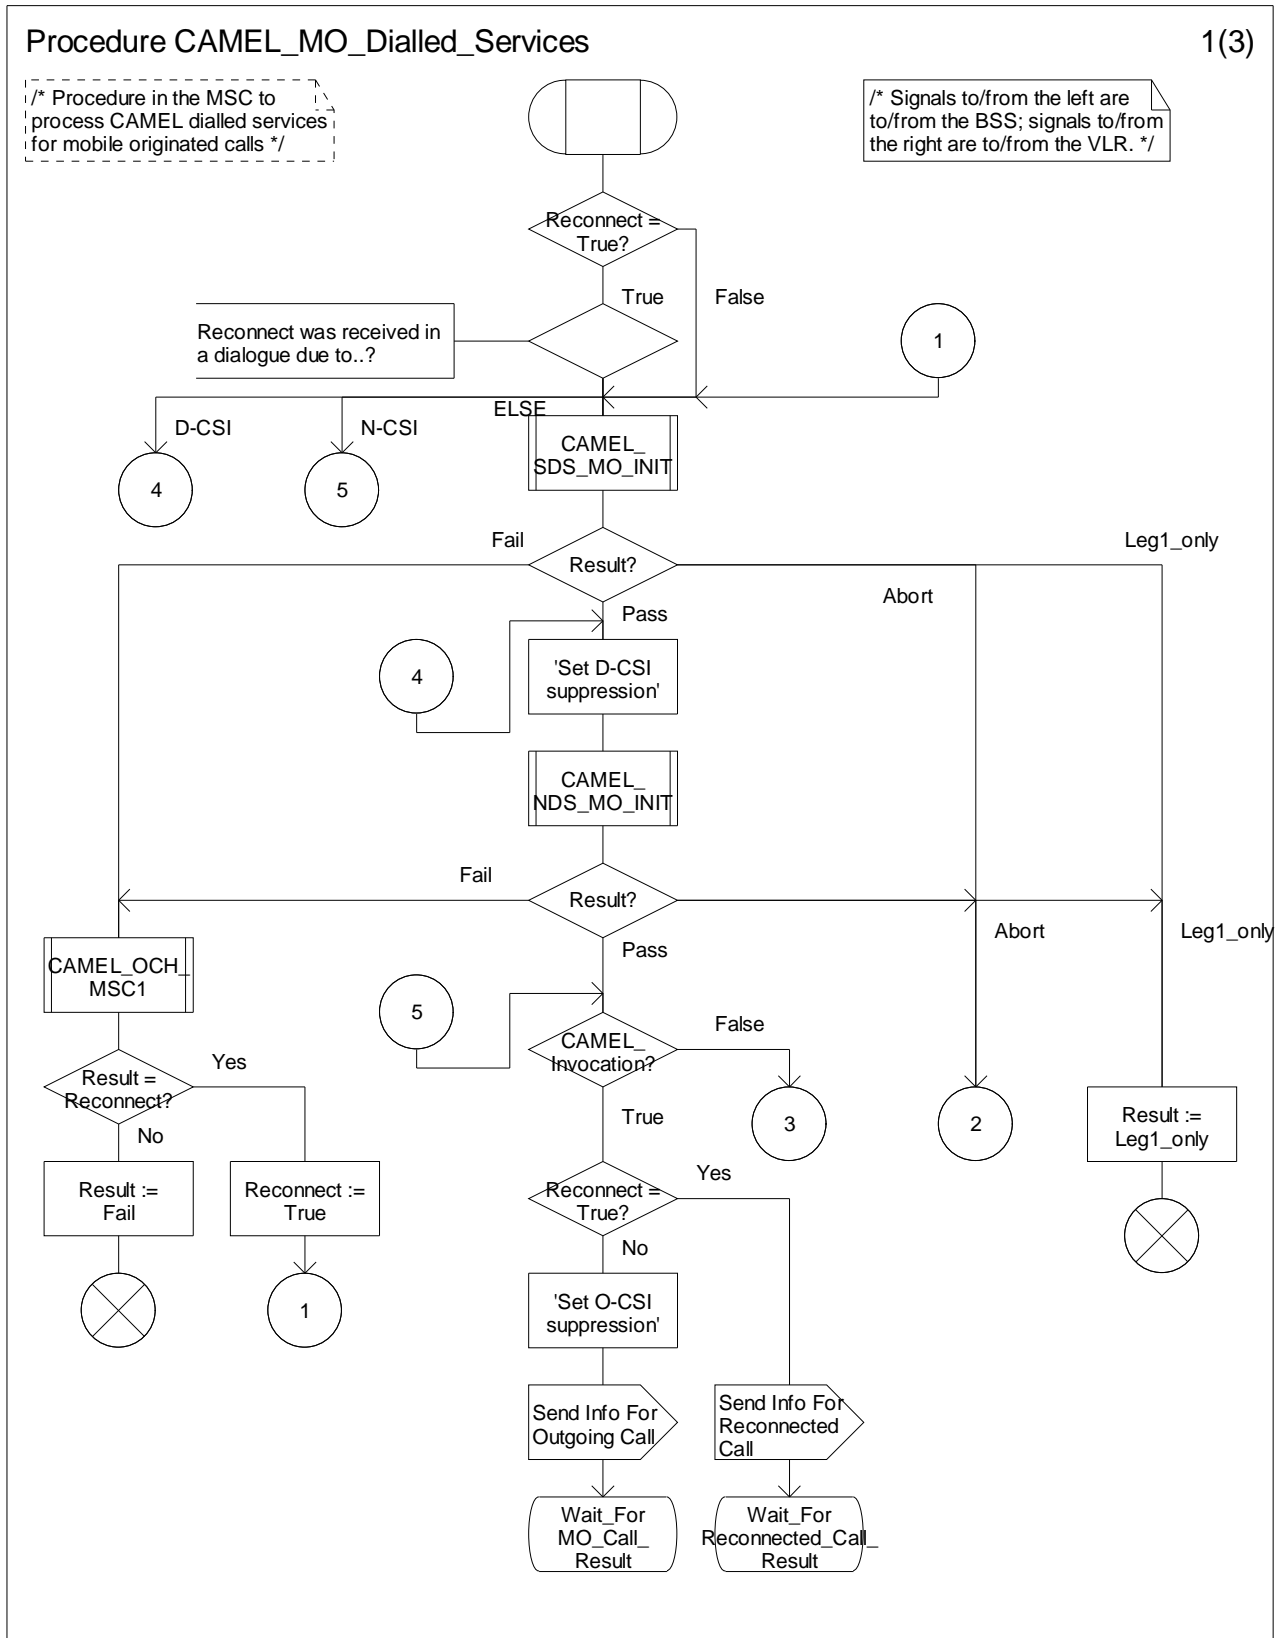 Procedure CAMEL_MO_Dialled_Services
1(3)
/* Procedure in the MSC to
process CAMEL dialled services
for mobile originated calls */
/* Signals to/from the left are
to/from the BSS; signals to/from
the right are to/from the VLR. */
Reconnect =
True?
True
False
Reconnect was received in
a dialogue due to..?
1
ELSE
D-CSI
N-CSI
CAMEL_
SDS_MO_INIT
4
5
Fail
Result?
Leg1_only
Abort
Pass
4
'Set D-CSI
suppression'
CAMEL_
NDS_MO_INIT
Fail
Result?
Pass
Abort
Leg1_only
CAMEL_OCH_
MSC1
5
False
CAMEL_
Invocation?
Yes
Result =
Reconnect?
No
True
3
2
Result :=
Leg1_only
Result :=
Fail
Reconnect :=
True
Reconnect =
True?
Yes
No
1
'Set O-CSI
suppression'
Send Info For
Outgoing Call
Send Info For
Reconnected
Call
Wait_For
MO_Call_
Result
Wait_For
Reconnected_Call_
Result